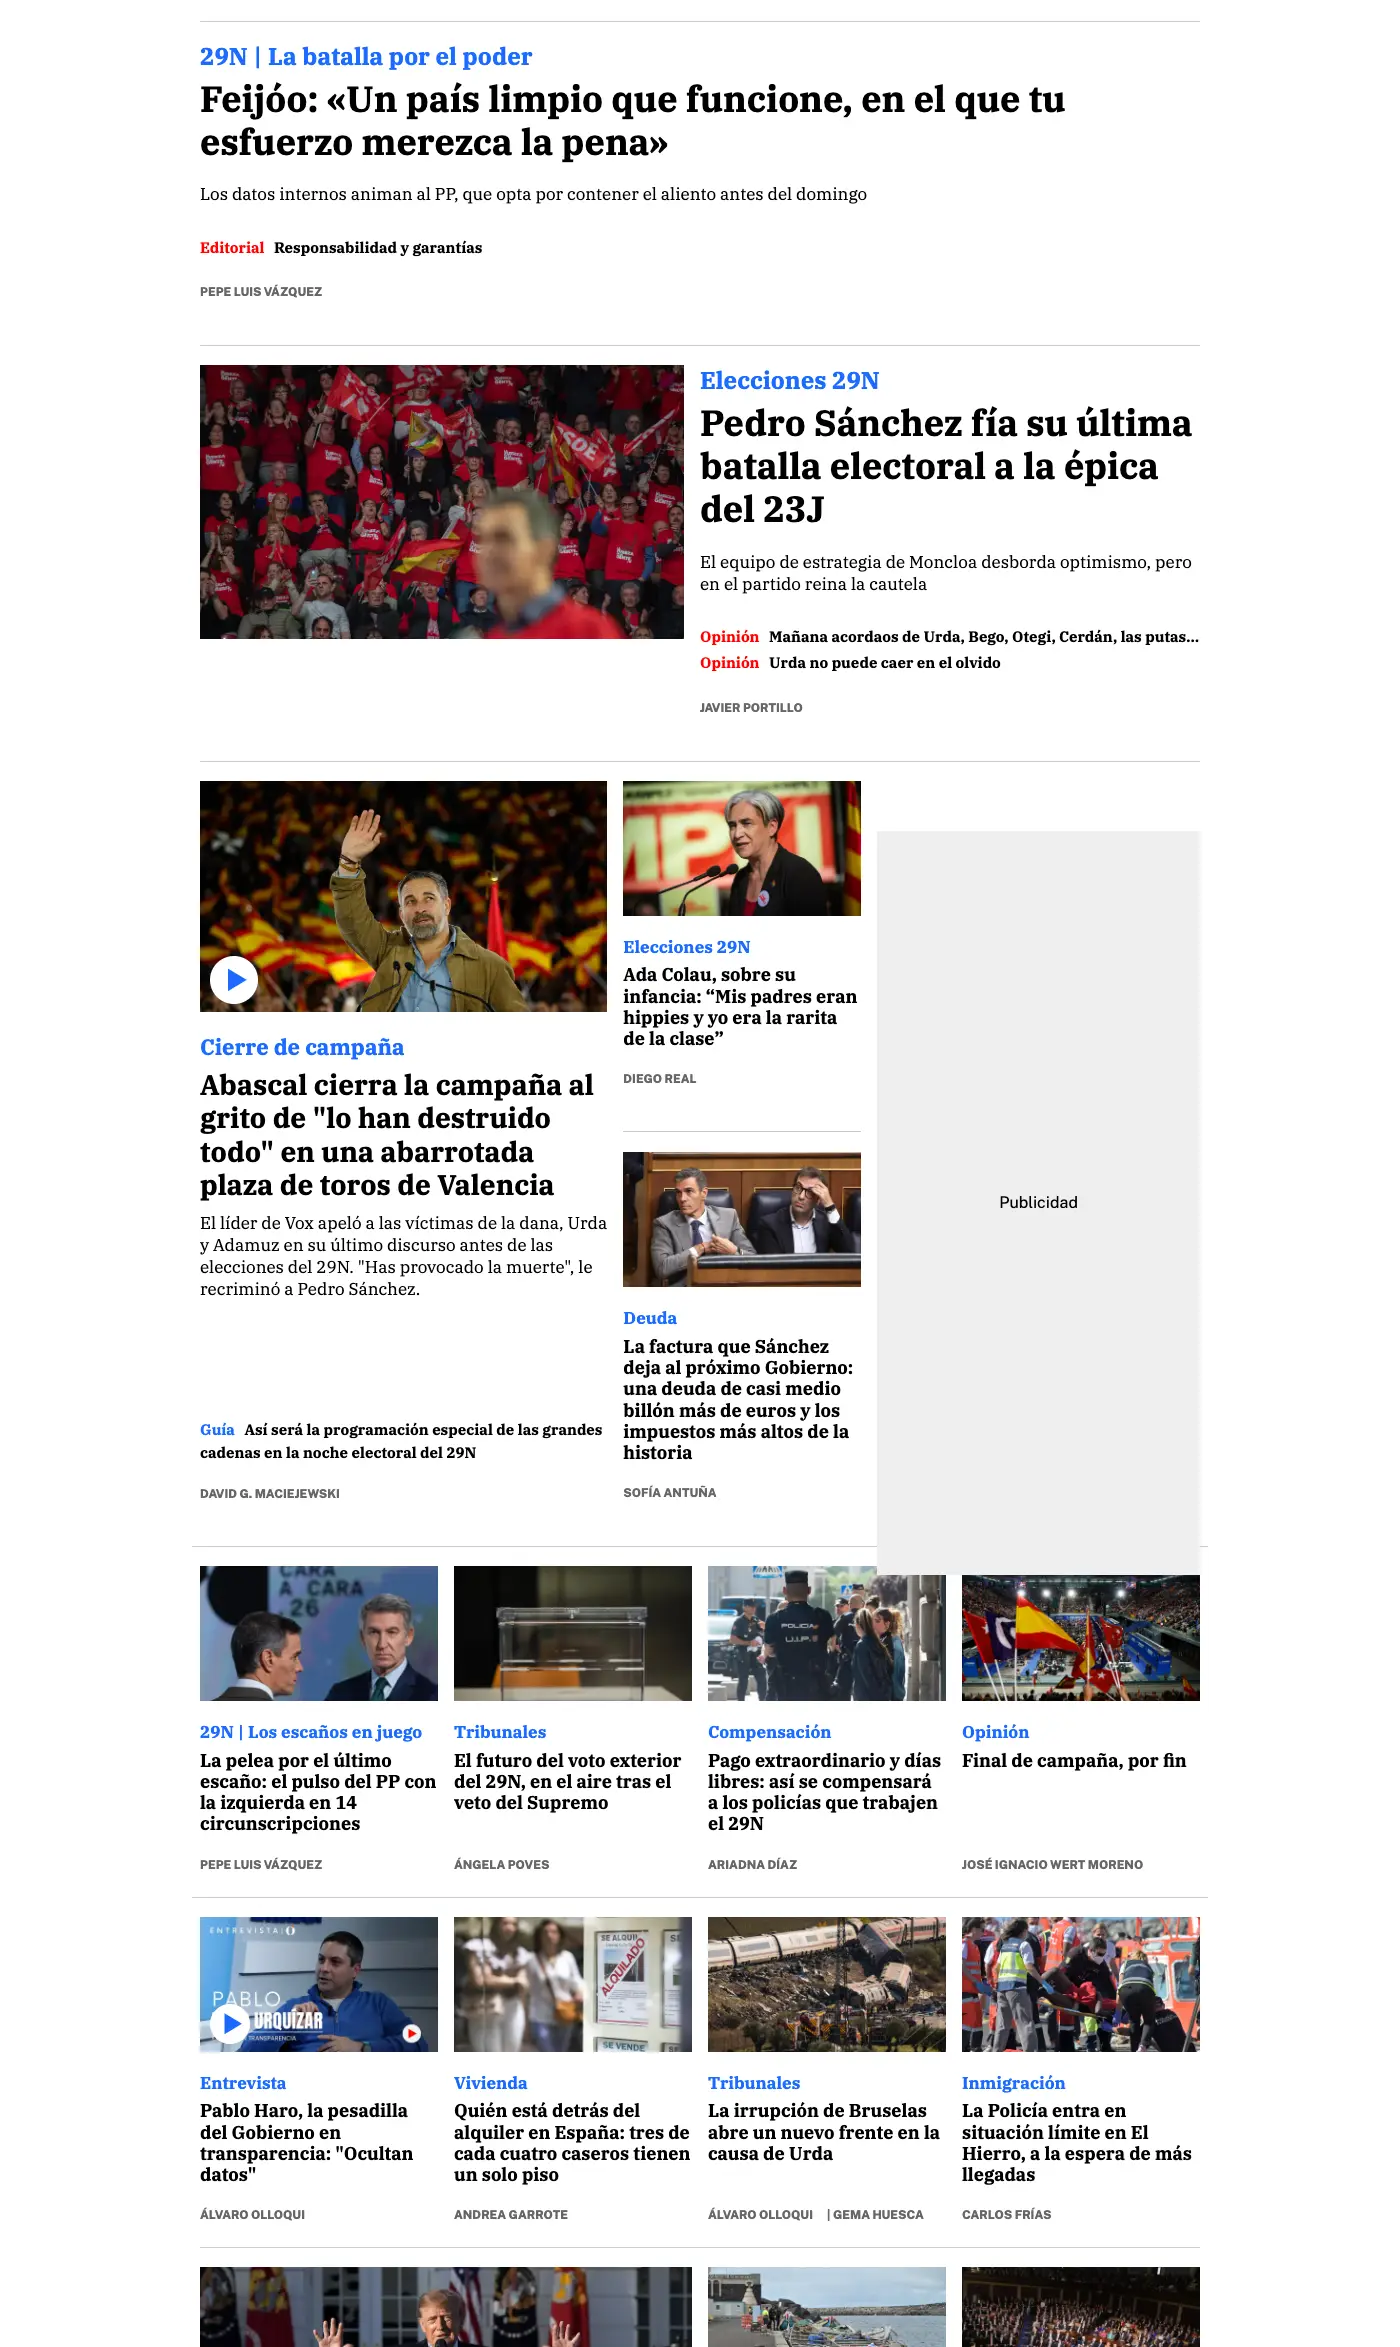 29N | La batalla por el poder
Feijóo: «Un país limpio que funcione, en el que tu
esfuerzo merezca la pena»
Los datos internos animan al PP, que opta por contener el aliento antes del domingo
Editorial Responsabilidad y garantías
PEPE LUIS VÁZQUEZ
PSOE
Elecciones 29N
Pedro Sánchez fía su última
batalla electoral a la épica
del 23J
El equipo de estrategia de Moncloa desborda optimismo, pero
en el partido reina la cautela
Opinión Mañana acordaos de Urda, Bego, Otegi, Cerdán, las putas...
Opinión Urda no puede caer en el olvido
JAVIER PORTILLO
Cierre de campaña
Abascal cierra la campaña al
grito de "lo han destruido
todo" en una abarrotada
plaza de toros de Valencia
El líder de Vox apeló a las víctimas de la dana, Urda
y Adamuz en su último discurso antes de las
elecciones del 29N. "Has provocado la muerte", le
recriminó a Pedro Sánchez.
Guía Así será la programación especial de las grandes
cadenas en la noche electoral del 29N
DAVID G. MACIEJEWSKI
Elecciones 29N
Ada Colau, sobre su
infancia: “Mis padres eran
hippies y yo era la rarita
de la clase”
DIEGO REAL
Deuda
La factura que Sánchez
deja al próximo Gobierno:
una deuda de casi medio
billón más de euros y los
impuestos más altos de la
historia
SOFÍA ANTUÑA
Publicidad
CARA
A CARA
26
29N | Los escaños en juego
La pelea por el último
escaño: el pulso del PP con
la izquierda en 14
circunscripciones
PEPE LUIS VÁZQUEZ
Tribunales
El futuro del voto exterior
del 29N, en el aire tras el
veto del Supremo
ÁNGELA POVES
POLICIA
U.I.P.
Compensación
Pago extraordinario y días
libres: así se compensará
a los policías que trabajen
el 29N
ARIADNA DÍAZ
Opinión
Final de campaña, por fin
JOSÉ IGNACIO WERT MORENO
ENTREVISTA
PABLO
URQUÍZAR
TRANSPARENCIA
Entrevista
Pablo Haro, la pesadilla
del Gobierno en
transparencia: "Ocultan
datos"
ÁLVARO OLLOQUI
SE ALQUIL
ALQUILADO
SE VENDE
Vivienda
Quién está detrás del
alquiler en España: tres de
cada cuatro caseros tienen
un solo piso
ANDREA GARROTE
Tribunales
La irrupción de Bruselas
abre un nuevo frente en la
causa de Urda
ÁLVARO OLLOQUI | GEMA HUESCA
Inmigración
La Policía entra en
situación límite en El
Hierro, a la espera de más
llegadas
CARLOS FRÍAS